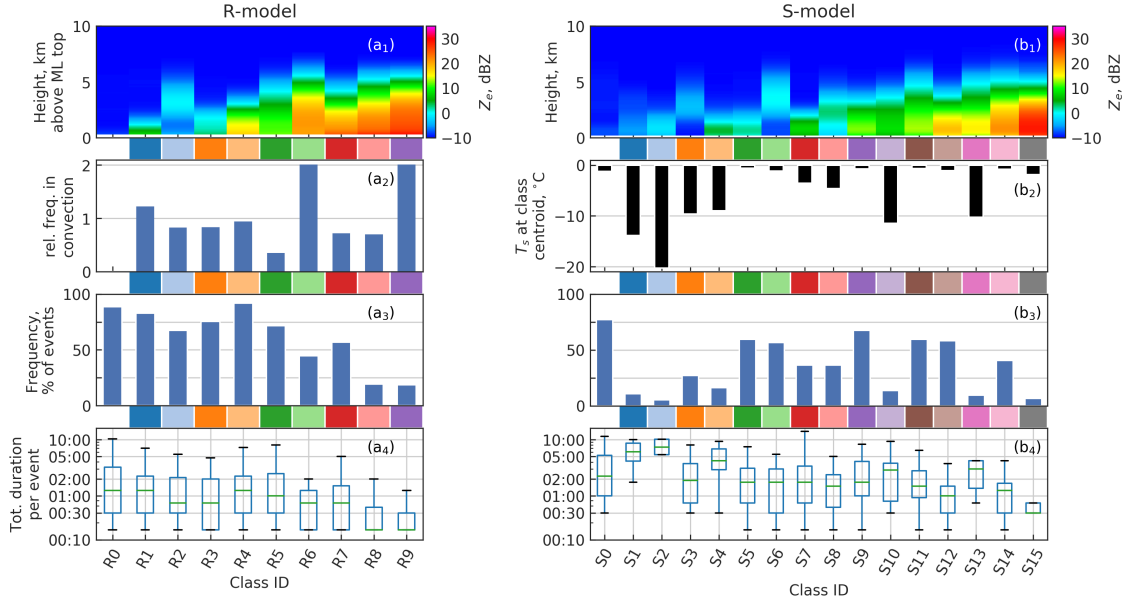 R-model
S-model
10
5
0
Height, km
above ML top
(a1)
30
20
10
0
−10
Ze, dBZ
10
5
0
Height, km
(b1)
30
20
10
0
−10
Ze, dBZ
2
1
0
rel. freq. in
convection
(a2)
0
−10
−20
Ts at class
centroid, °C
(b2)
100
50
0
Frequency,
% of events
(a3)
100
50
0
(b3)
10:00
05:00
02:00
01:00
00:30
00:10
Tot. duration
per event
(a4)
10:00
05:00
02:00
01:00
00:30
00:10
(b4)
R0 R1 R2 R3 R4 R5 R6 R7 R8 R9
Class ID
S0 S1 S2 S3 S4 S5 S6 S7 S8 S9 S10 S11 S12 S13 S14 S15
Class ID